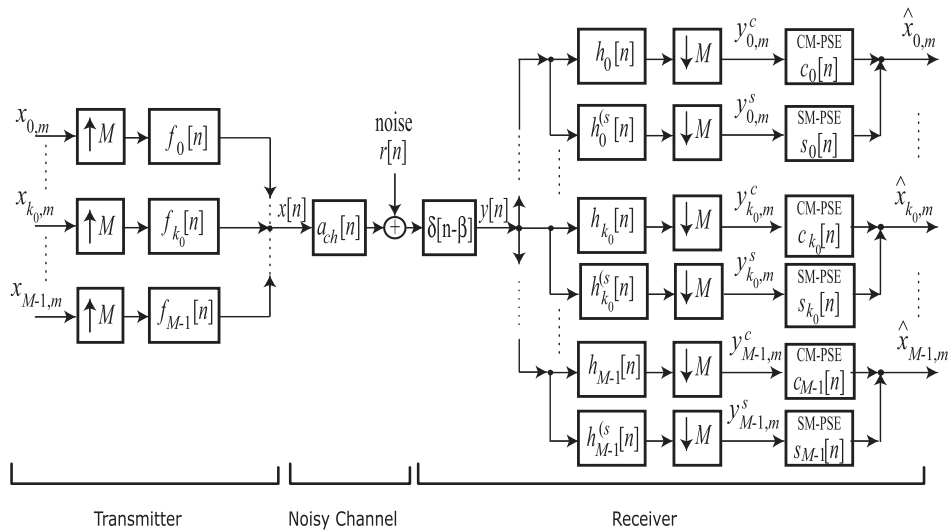 x_{0,m} ↑M f_0[n]
x_{k_0,m} ↑M f_{k_0}[n]
x_{M-1,m} ↑M f_{M-1}[n]
x[n]
a_{ch}[n]
noise
r[n]
+
δ[n-β]
y[n]
h_0[n] ↓M y^c_{0,m} CM-PSE c_0[n] x̂_{0,m}
h_0^{(s}[n] ↓M y^s_{0,m} SM-PSE s_0[n]
h_{k_0}[n] ↓M y^c_{k_0,m} CM-PSE c_{k_0}[n] x̂_{k_0,m}
h_{k_0}^{(s}[n] ↓M y^s_{k_0,m} SM-PSE s_{k_0}[n]
h_{M-1}[n] ↓M y^c_{M-1,m} CM-PSE c_{M-1}[n] x̂_{M-1,m}
h_{M-1}^{(s}[n] ↓M y^s_{M-1,m} SM-PSE s_{M-1}[n]
Transmitter
Noisy Channel
Receiver